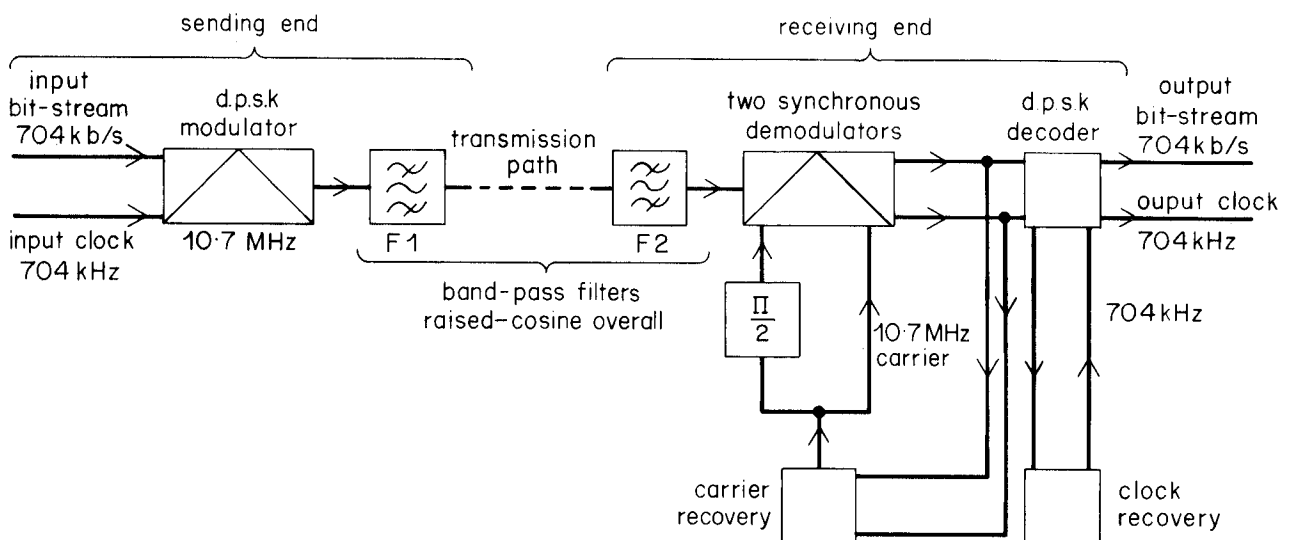 sending end
receiving end
input
bit-stream
704 kb/s
d.p.s.k
modulator
transmission
path
two synchronous
demodulators
d.p.s.k
decoder
output
bit-stream
704 kb/s
input clock
704 kHz
10·7 MHz
F1
F2
ouput clock
704 kHz
band-pass filters
raised-cosine overall
Π
2
10·7 MHz
carrier
704 kHz
carrier
recovery
clock
recovery